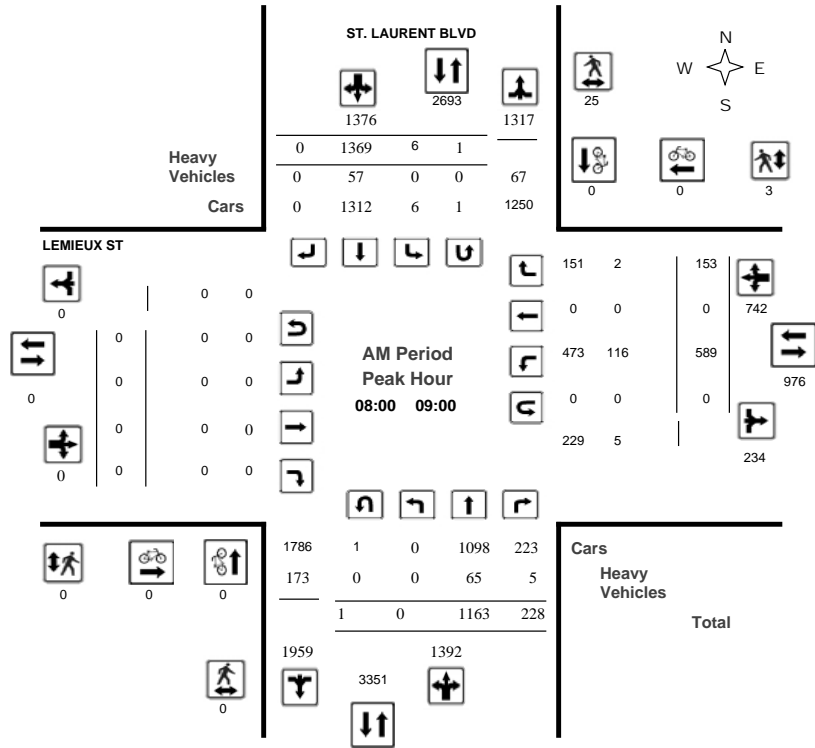 ST. LAURENT BLVD
N
W E
S
2693
25
1376 1317
0 1369 6 1
Heavy
Vehicles
0 57 0 0 67
Cars 0 1312 6 1 1250
0 0 3
LEMIEUX ST
151 2 153
0 0 0
0 0 0 742
0 0 0
AM Period
Peak Hour
08:00 09:00
473 116 589
976
0
0 0 0
0 0 0
0 0 0
229 5
234
0
0 0 0
1786 1 0 1098 223
Cars
173 0 0 65 5
Heavy
Vehicles
0 0 0
1 0 1163 228
Total
1959 1392
3351
0